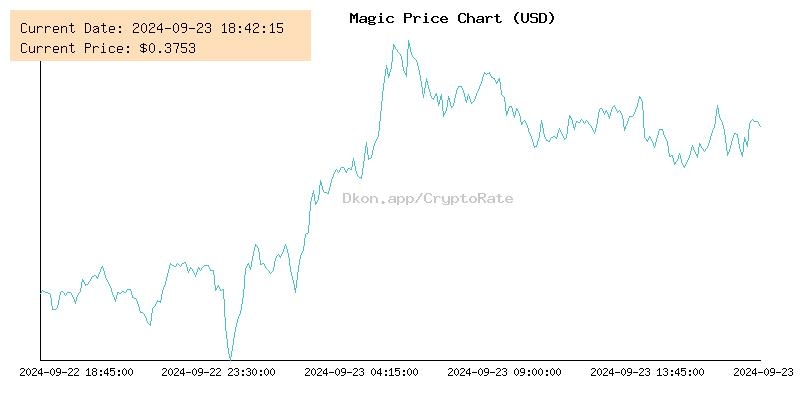 Magic Price Chart (USD)
Current Date: 2024-09-23 18:42:15
Current Price: $0.3753
Dkon.app/CryptoRate
2024-09-22 18:45:00
2024-09-22 23:30:00
2024-09-23 04:15:00
2024-09-23 09:00:00
2024-09-23 13:45:00
2024-09-23